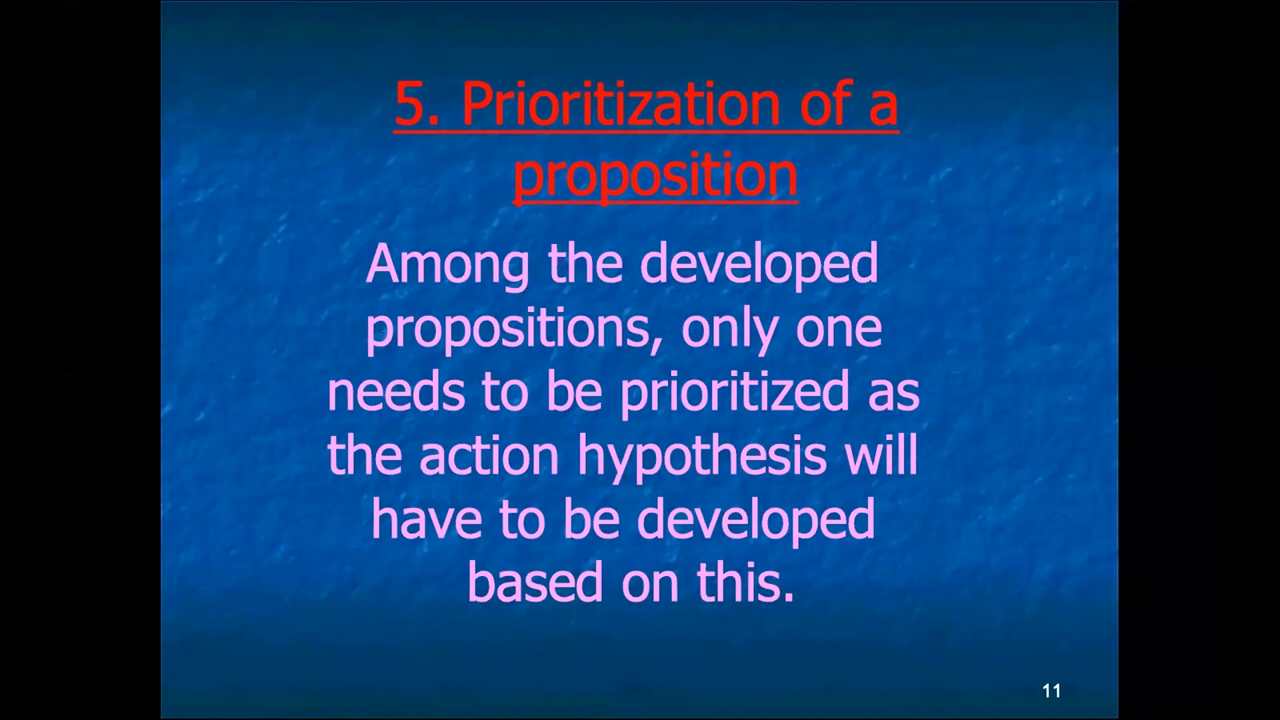 5. Prioritization of a
proposition
Among the developed
propositions, only one
needs to be prioritized as
the action hypothesis will
have to be developed
based on this.
11